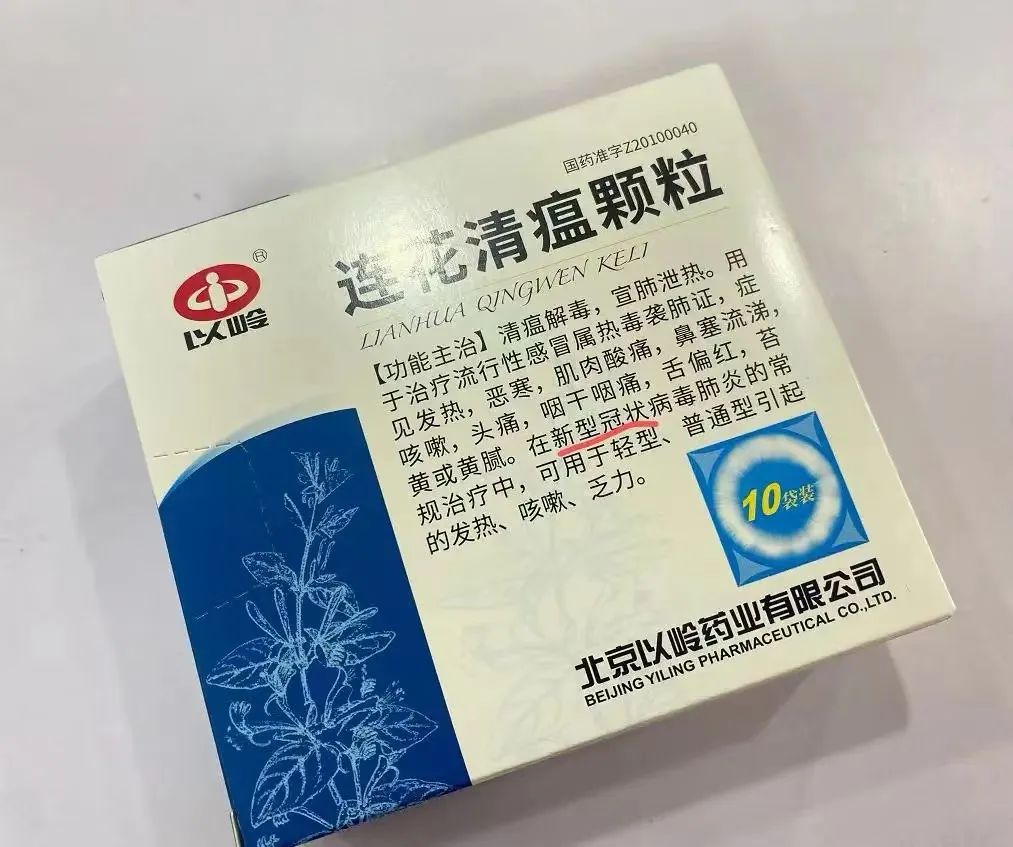 国药准字Z20100040
®
以岭
连花清瘟颗粒
LIANHUA QINGWEN KELI
【功能主治】清瘟解毒，宣肺泄热。用
于治疗流行性感冒属热毒袭肺证，症
见发热，恶寒，肌肉酸痛，鼻塞流涕，
咳嗽，头痛，咽干咽痛，舌偏红，苔
黄或黄腻。在新型冠状病毒肺炎的常
规治疗中，可用于轻型、普通型引起
的发热、咳嗽、乏力。
10袋装
北京以岭药业有限公司
BEIJING YILING PHARMACEUTICAL CO.,LTD.